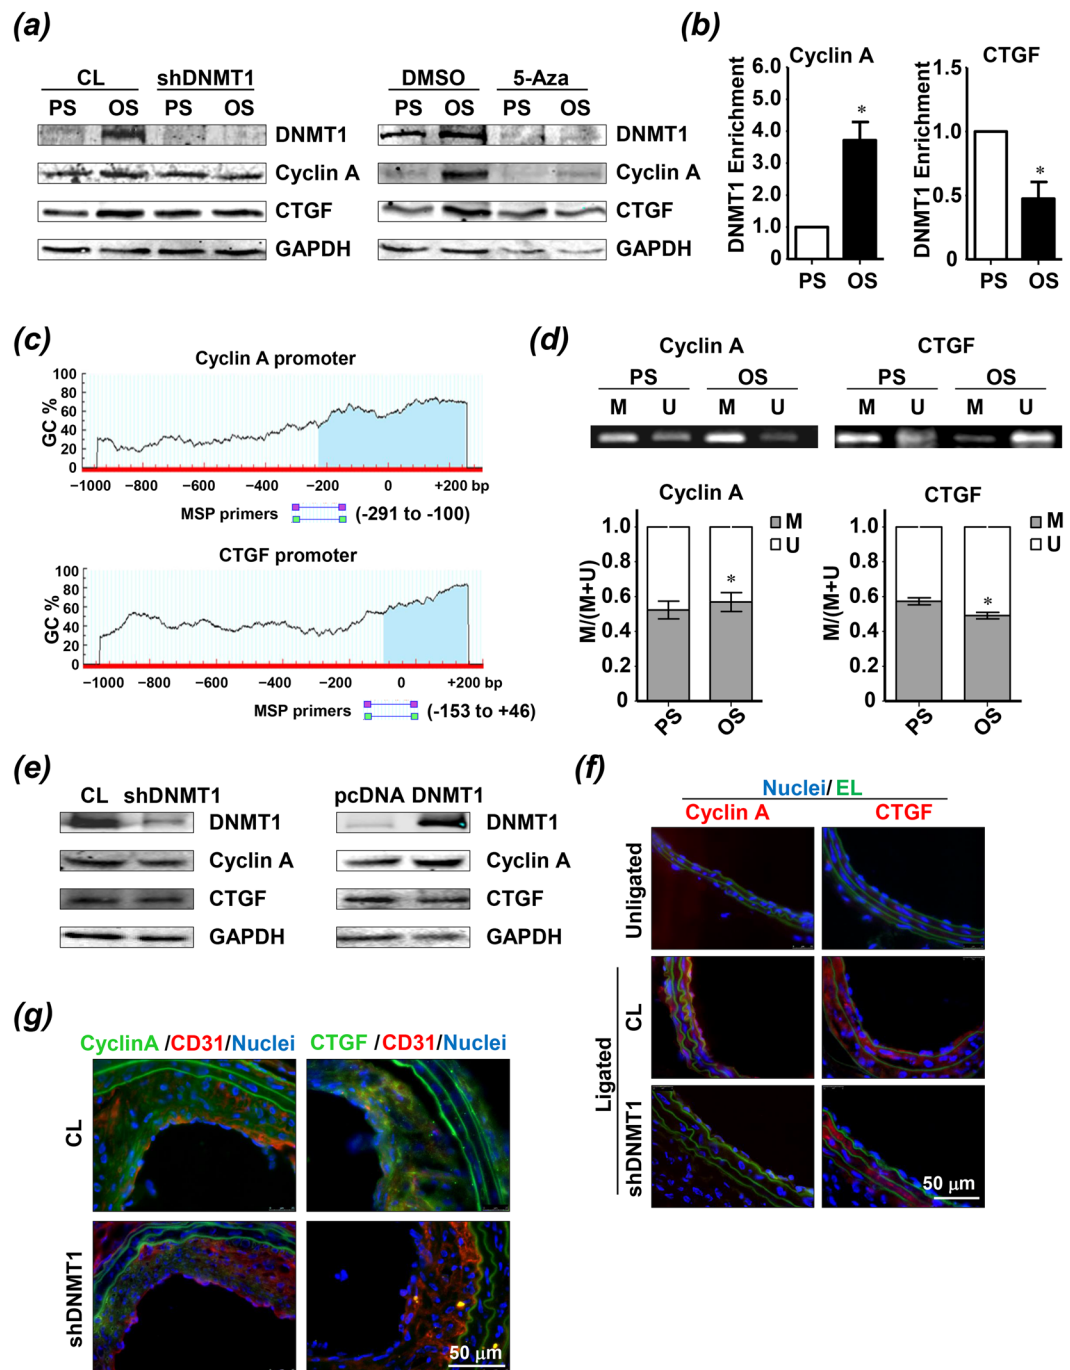 (a)
CL shDNMT1
PS OS PS OS
DNMT1
Cyclin A
CTGF
GAPDH
DMSO 5-Aza
PS OS PS OS
DNMT1
Cyclin A
CTGF
GAPDH
(b)
Cyclin A
DNMT1 Enrichment
6.0
4.0
2.0
1.0
0
*
PS OS
CTGF
DNMT1 Enrichment
1.5
1.0
0.5
0
*
PS OS
(c)
Cyclin A promoter
GC %
100
80
60
40
20
0
−1000 −800 −600 −400 −200 0 +200 bp
MSP primers (-291 to -100)
CTGF promoter
GC %
100
80
60
40
20
0
−1000 −800 −600 −400 −200 0 +200 bp
MSP primers (-153 to +46)
(d)
Cyclin A
PS OS
M U M U
CTGF
PS OS
M U M U
Cyclin A
M/(M+U)
1.0
0.8
0.6
0.4
0.2
0
*
M
U
PS OS
CTGF
M/(M+U
1.0
0.8
0.6
0.4
0.2
0
*
M
U
PS OS
(e)
CL shDNMT1
DNMT1
Cyclin A
CTGF
GAPDH
pcDNA DNMT1
DNMT1
Cyclin A
CTGF
GAPDH
(f)
Nuclei/ EL
Cyclin A CTGF
Unligated
Ligated
CL
shDNMT1
50 μm
(g)
CyclinA /CD31/Nuclei CTGF /CD31/Nuclei
CL
shDNMT1
50 μm